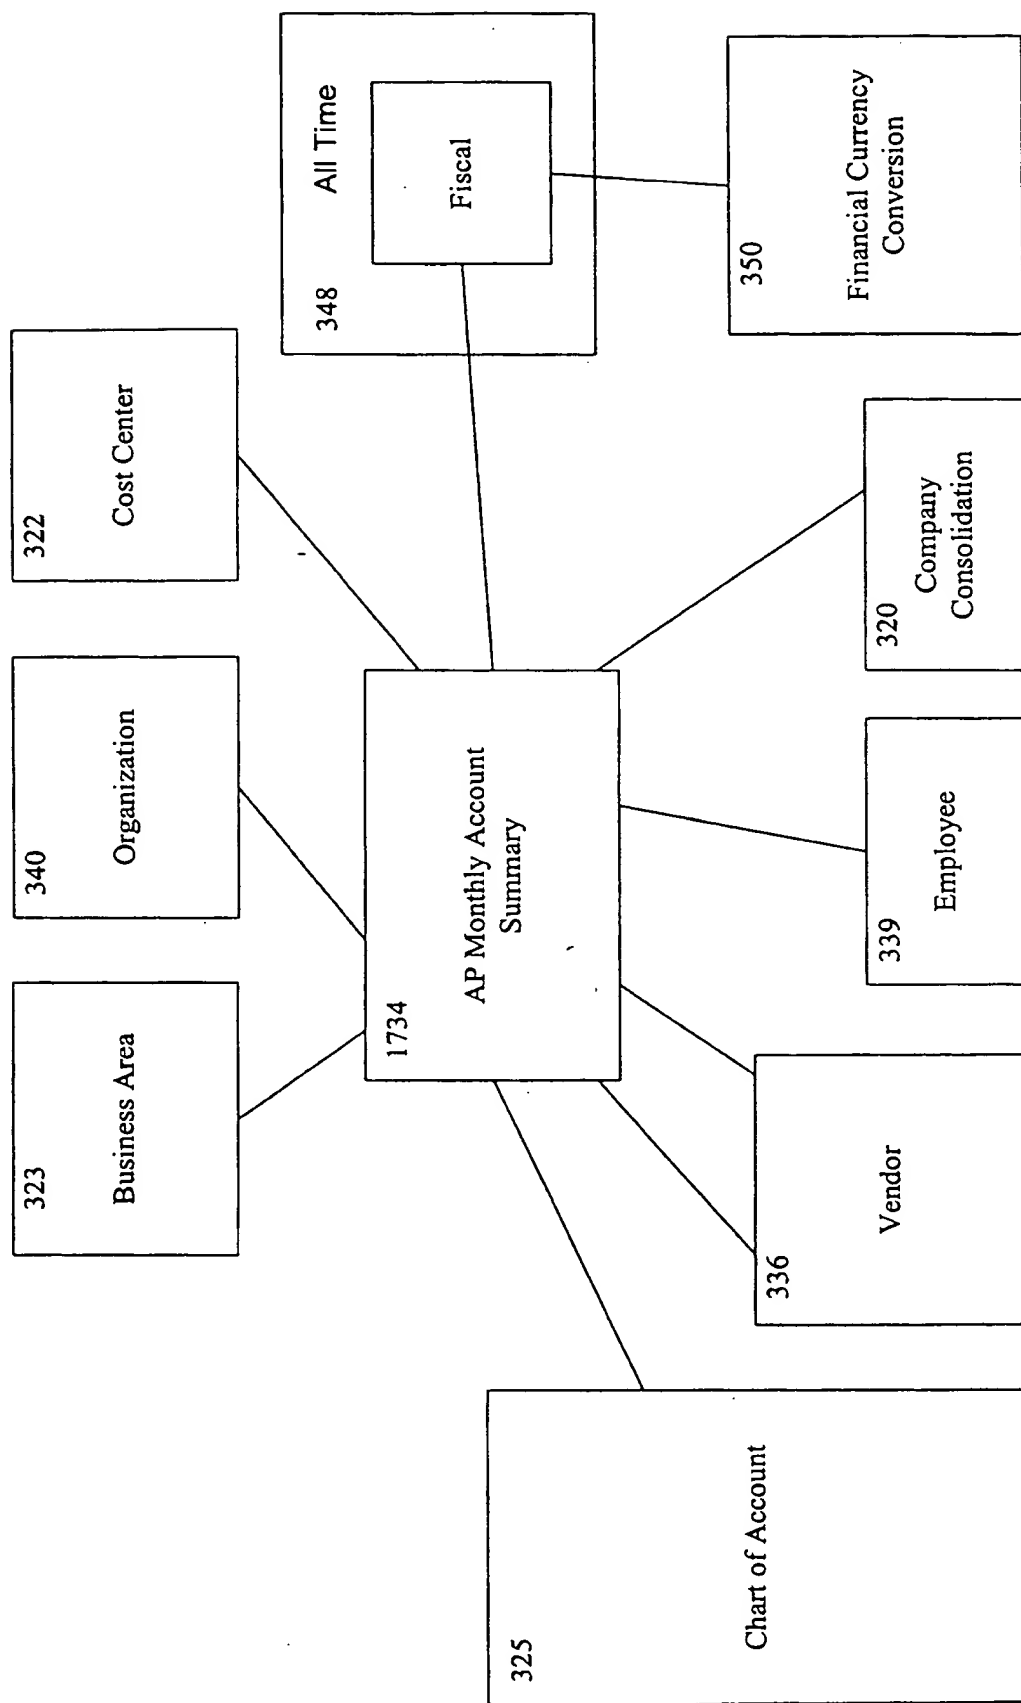 323
Business Area
340
Organization
322
Cost Center
348
All Time
Fiscal
1734
AP Monthly Account
Summary
325
Chart of Account
336
Vendor
339
Employee
320
Company
Consolidation
350
Financial Currency
Conversion